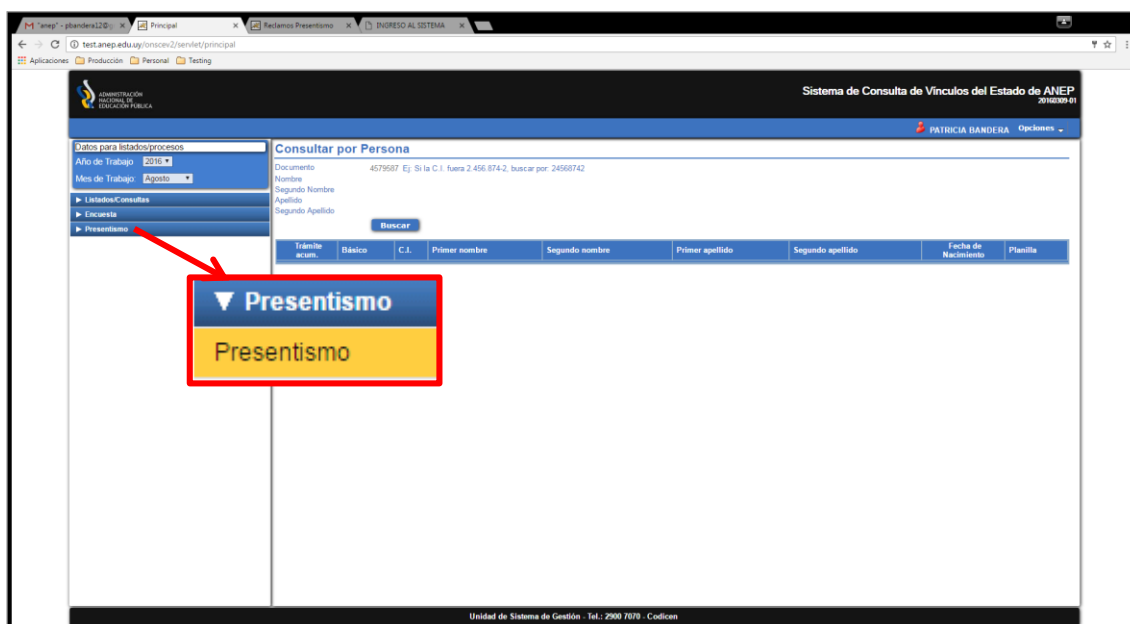 "anep" - pbandera12@g
Principal
Reclamos Presentismo
INGRESO AL SISTEMA
test.anep.edu.uy/onscev2/servlet/principal
Aplicaciones Producción Personal Testing
ADMINISTRACIÓN
NACIONAL DE
EDUCACIÓN PÚBLICA
Sistema de Consulta de Vínculos del Estado de ANEP
20160309-01
PATRICIA BANDERA Opciones
Datos para listados/procesos
Año de Trabajo 2016
Mes de Trabajo: Agosto
Listados/Consultas
Encuesta
Presentismo
Consultar por Persona
Documento 4579587 Ej: Si la C.I. fuera 2.456.874-2, buscar por: 24568742
Nombre
Segundo Nombre
Apellido
Segundo Apellido
Buscar
Trámite acum. Básico C.I. Primer nombre Segundo nombre Primer apellido Segundo apellido Fecha de Nacimiento Planilla
▼ Presentismo
Presentismo
Unidad de Sistema de Gestión - Tel.: 2900 7070 - Codicen